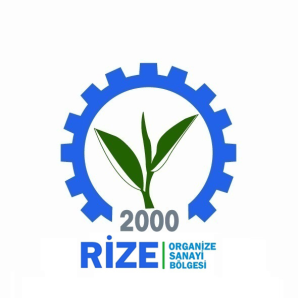 2000
RİZE
ORGANİZE
SANAYİ
BÖLGESİ